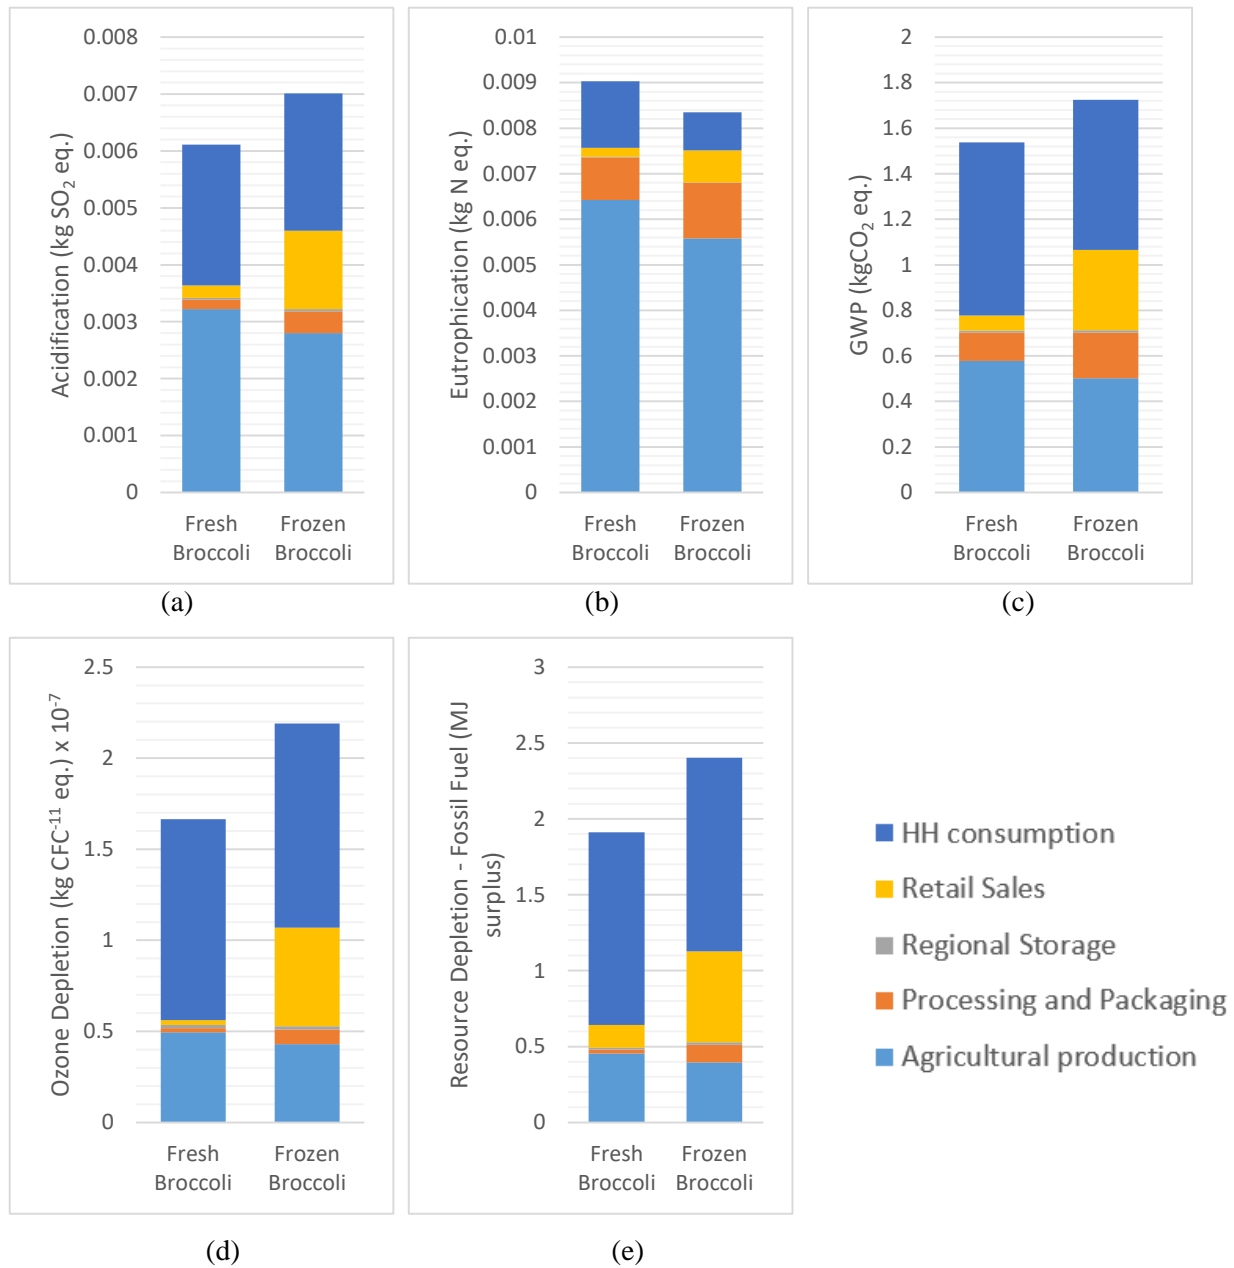 Acidification (kg SO2 eq.)
0.008
0.007
0.006
0.005
0.004
0.003
0.002
0.001
0
Fresh
Broccoli
Frozen
Broccoli
(a)
Eutrophication (kg N eq.)
0.01
0.009
0.008
0.007
0.006
0.005
0.004
0.003
0.002
0.001
0
Fresh
Broccoli
Frozen
Broccoli
(b)
GWP (kgCO2 eq.)
2
1.8
1.6
1.4
1.2
1
0.8
0.6
0.4
0.2
0
Fresh
Broccoli
Frozen
Broccoli
(c)
Ozone Depletion (kg CFC-11 eq.) x 10-7
2.5
2
1.5
1
0.5
0
Fresh
Broccoli
Frozen
Broccoli
(d)
Resource Depletion - Fossil Fuel (MJ
surplus)
3
2.5
2
1.5
1
0.5
0
Fresh
Broccoli
Frozen
Broccoli
(e)
HH consumption
Retail Sales
Regional Storage
Processing and Packaging
Agricultural production